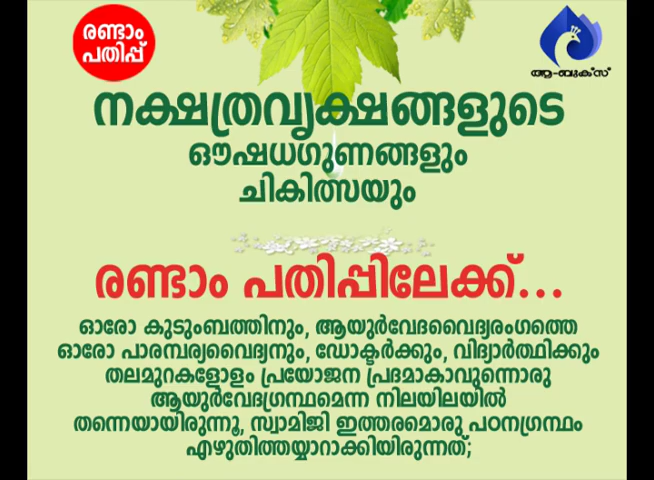 രണ്ടാം
പതിപ്പ്
ആ-ബുക്സ്
നക്ഷത്രവൃക്ഷങ്ങളുടെ
ഔഷധഗുണങ്ങളും
ചികിത്സയും
രണ്ടാം പതിപ്പിലേക്ക്...
ഓരോ കുടുംബത്തിനും, ആയുർവേദവൈദ്യരംഗത്തെ
ഓരോ പാരമ്പര്യവൈദ്യനും, ഡോക്ടർക്കും, വിദ്യാർത്ഥിക്കും
തലമുറകളോളം പ്രയോജന പ്രദമാകാവുന്നൊരു
ആയുർവേദഗ്രന്ഥമെന്ന നിലയിലയിൽ
തന്നെയായിരുന്നൂ, സ്വാമിജി ഇത്തരമൊരു പഠനഗ്രന്ഥം
എഴുതിത്തയ്യാറാക്കിയിരുന്നത്;